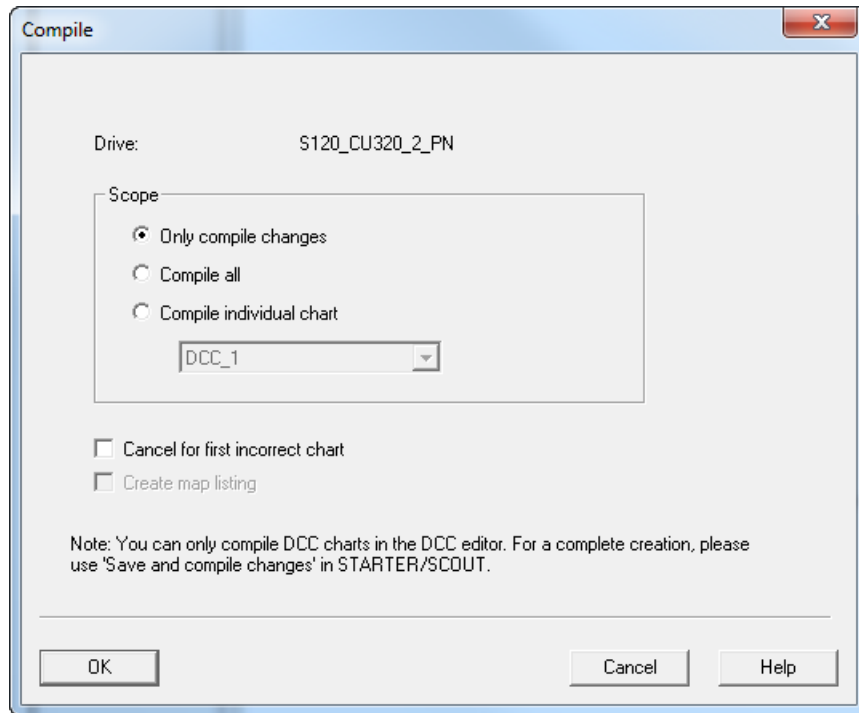 Compile
Drive: S120_CU320_2_PN
Scope
Only compile changes
Compile all
Compile individual chart
DCC_1
Cancel for first incorrect chart
Create map listing
Note: You can only compile DCC charts in the DCC editor. For a complete creation, please
use 'Save and compile changes' in STARTER/SCOUT.
OK Cancel Help